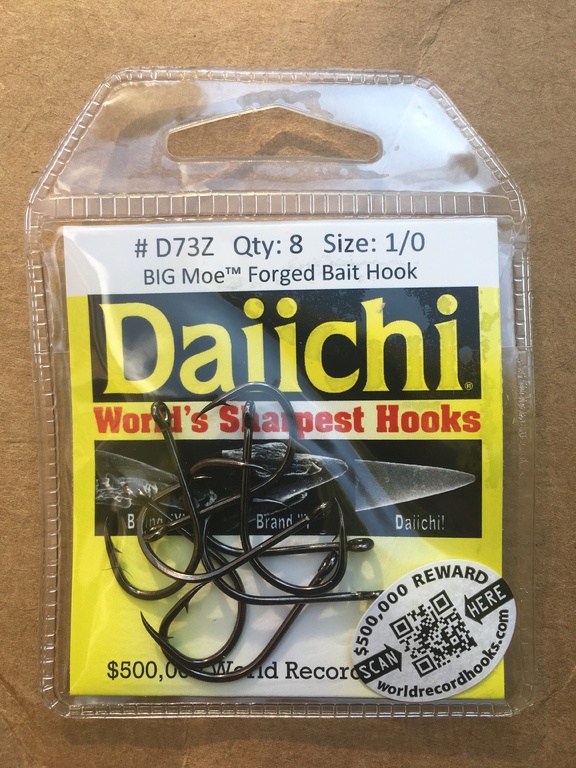 # D73Z Qty: 8 Size: 1/0
BIG Moe™ Forged Bait Hook
Daiichi®
World's Sharpest Hooks
Brand Daiichi!
$500,000 REWARD
SCAN HERE
worldrecordhooks.com
World Record